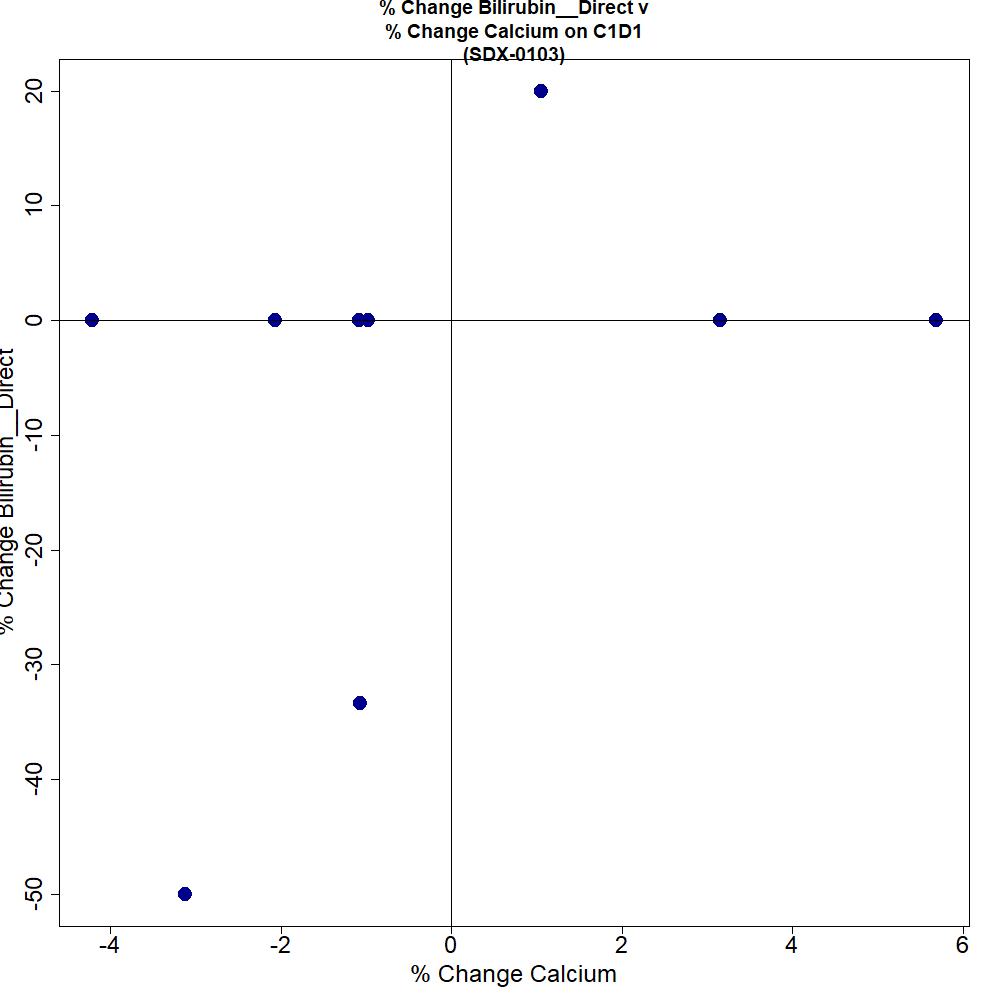 % Change Bilirubin__Direct v
% Change Calcium on C1D1
(SDX-0103)
% Change Bilirubin__Direct
20
10
0
-10
-20
-30
-40
-50
-4
-2
0
2
4
6
% Change Calcium